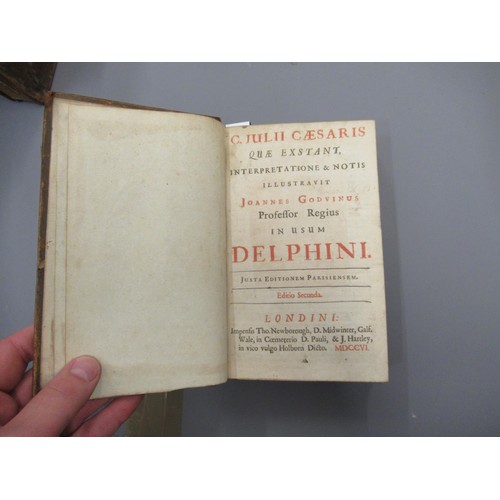 C. JULII CÆSARIS
QUÆ EXSTANT,
INTERPRETATIONE & NOTIS
ILLUSTRAVIT
JOANNES GODVINUS
Professor Regius
IN USUM
DELPHINI.
JUXTA EDITIONEM PARISIENSEM.
Editio Secunda.
LONDINI:
Impensis Tho. Newborough, D. Midwinter, Galf.
Wale, in Cœmeterio D. Pauli, & J. Hartley,
in vico vulgo Holborn Dicto. MDCCVI.